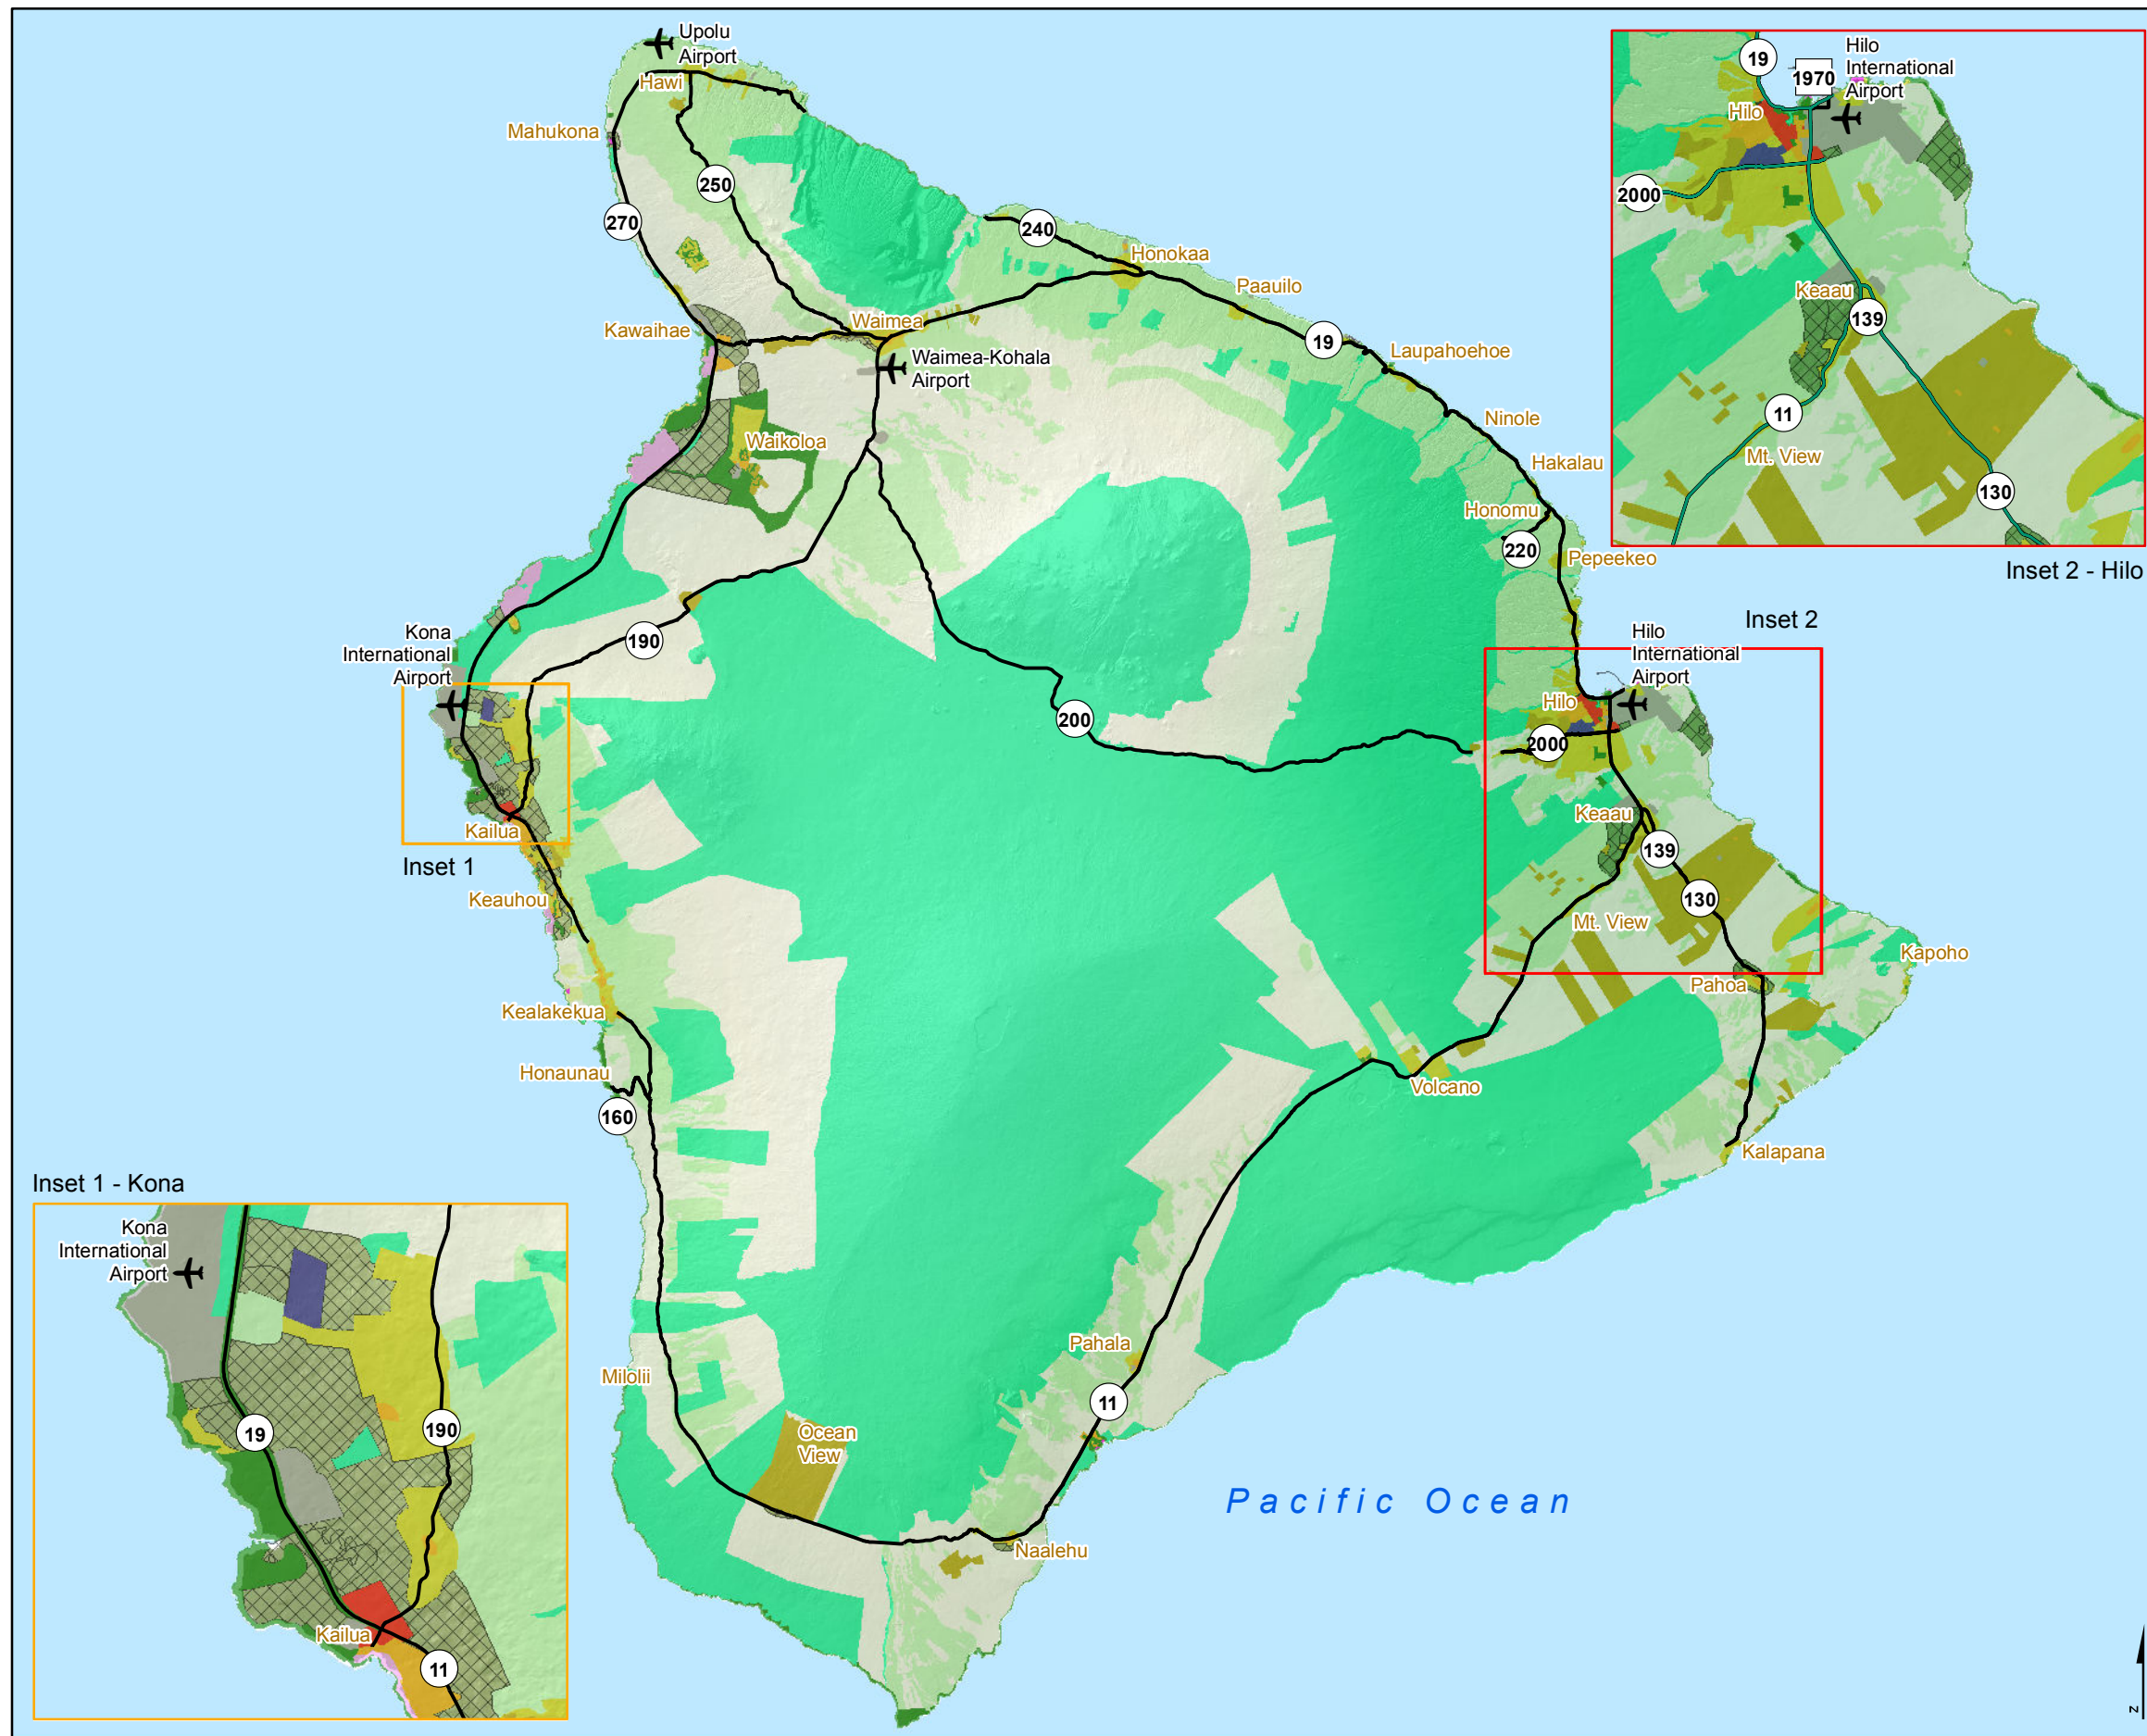 Upolu
Airport
Hawi
Mahukona
250
270
240
Honokaa
Paauilo
Kawaihae
Waimea
19
Waimea-Kohala
Airport
Laupahoehoe
Waikoloa
Ninole
Hakalau
Honomu
220
Pepeekeo
Kona
International
Airport
190
200
Hilo
International
Airport
Inset 2
Hilo
2000
Keaau
139
130
Mt. View
Kailua
Inset 1
Keauhou
Kealakekua
Honaunau
160
Kapoho
Pahoa
Volcano
Kalapana
Pahala
11
Milolii
Ocean
View
Naalehu
Pacific Ocean
19
1970
Hilo
International
Airport
Hilo
2000
Keaau
139
11
Mt. View
130
Inset 2 - Hilo
Inset 1 - Kona
Kona
International
Airport
19
190
Kailua
11
z